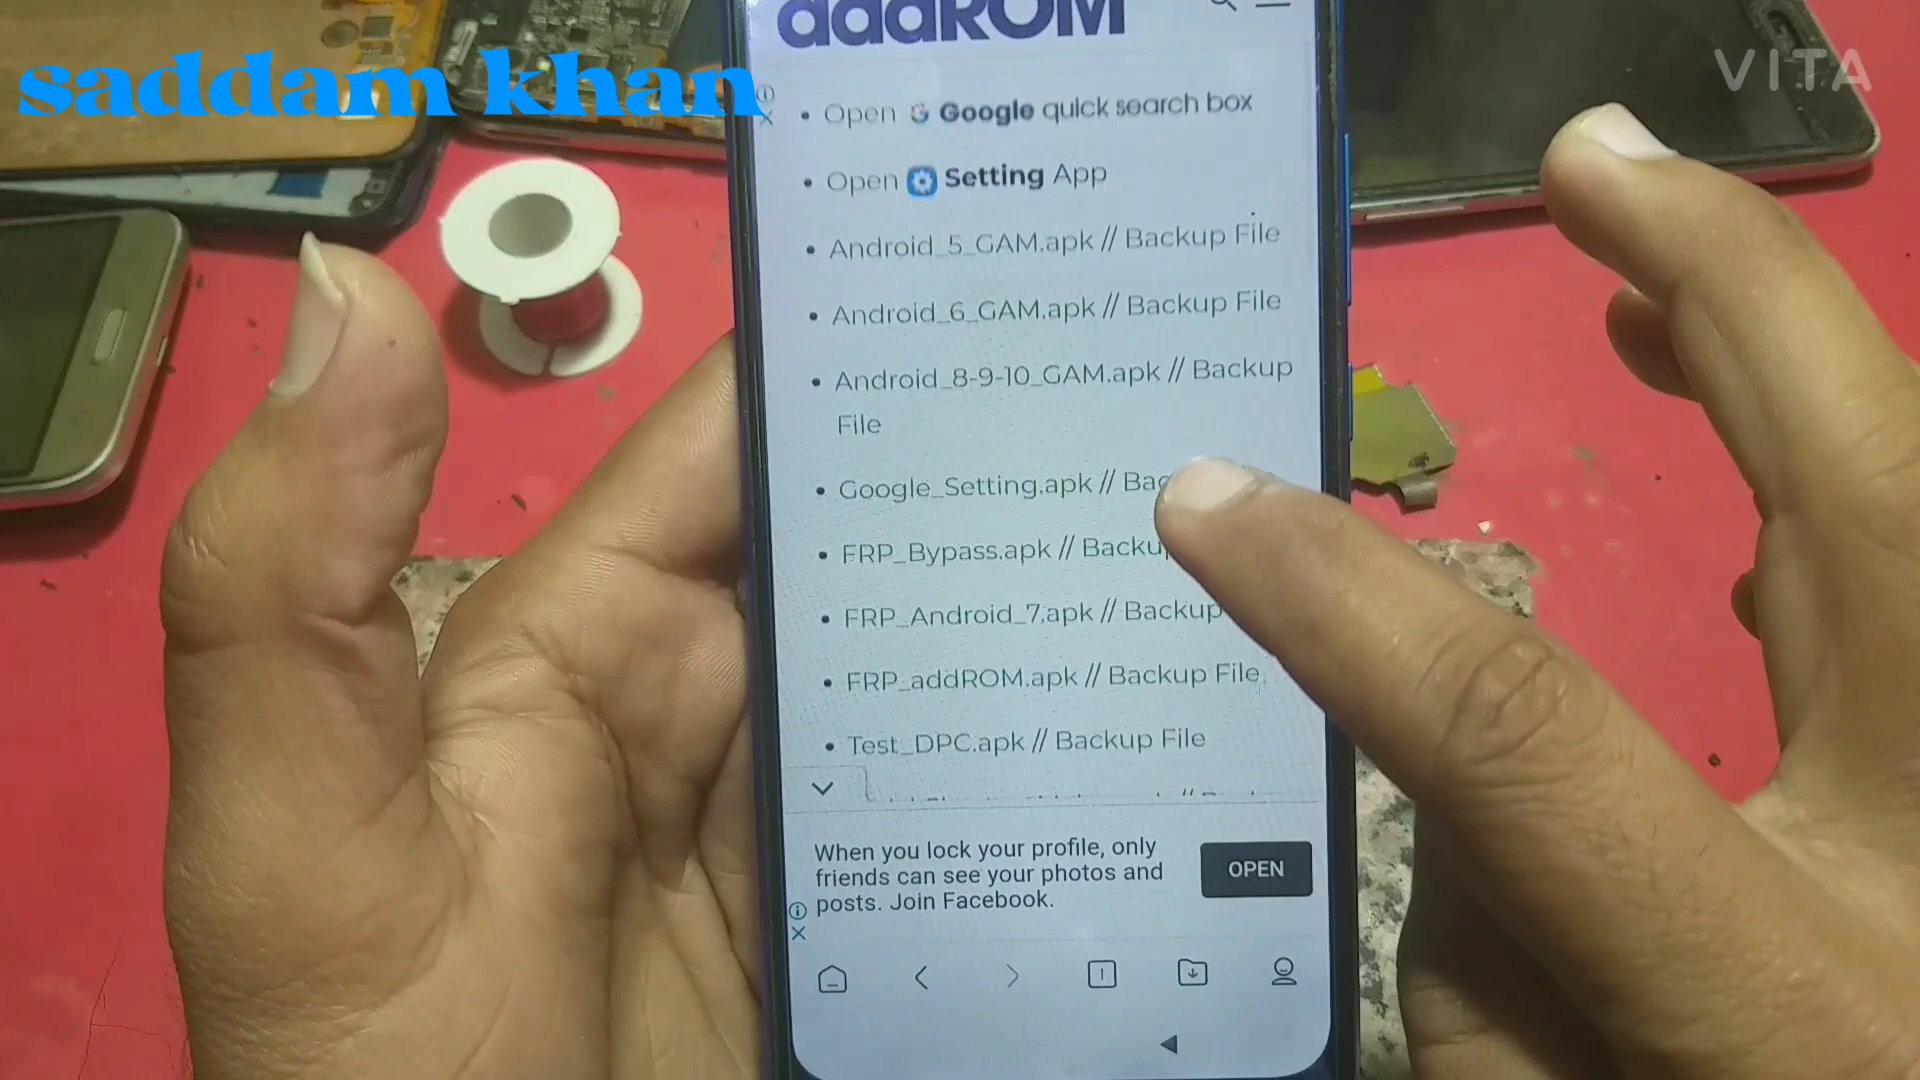 saddam khan
VITA
addROM
Open G Google quick search box
Open Setting App
Android_5_GAM.apk // Backup File
Android_6_GAM.apk // Backup File
Android_8-9-10_GAM.apk // Backup
File
Google_Setting.apk //
FRP_Bypass.apk //
FRP_Android_7.apk // Backup
FRP_addROM.apk // Backup File
Test_DPC.apk // Backup File
When you lock your profile, only
friends can see your photos and
posts. Join Facebook.
OPEN
1